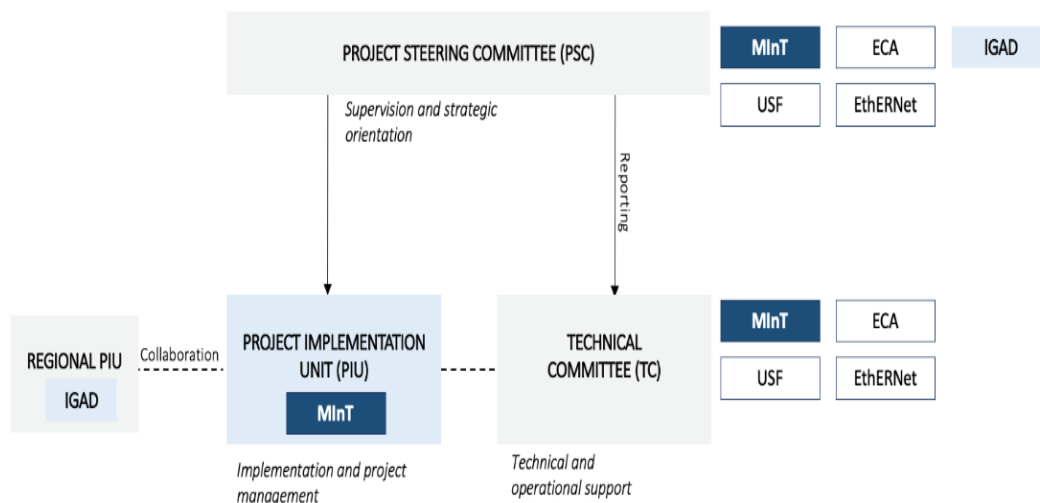 PROJECT STEERING COMMITTEE (PSC)
MInT
ECA
IGAD
USF
EthERNet
Supervision and strategic
orientation
Reporting
REGIONAL PIU
IGAD
Collaboration
PROJECT IMPLEMENTATION
UNIT (PIU)
MInT
Implementation and project
management
TECHNICAL
COMMITTEE (TC)
Technical and
operational support
MInT
ECA
USF
EthERNet